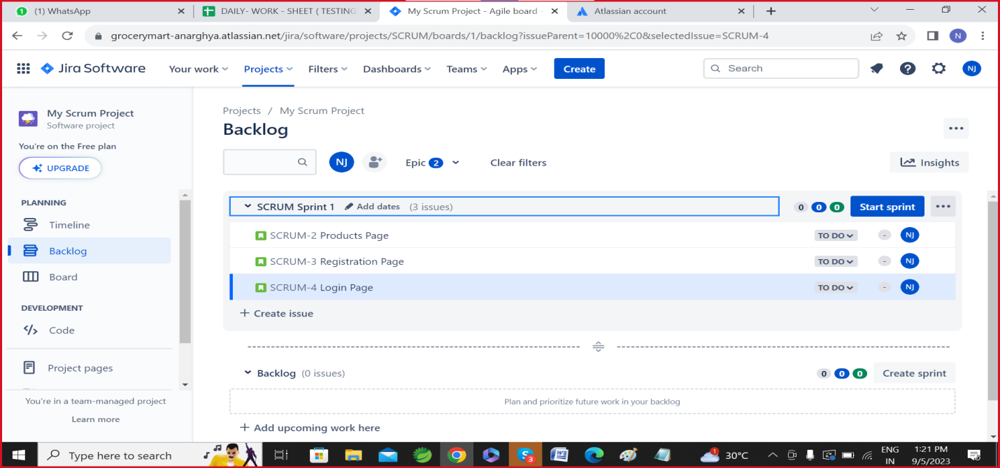 (1) WhatsApp
DAILY- WORK - SHEET ( TESTING
My Scrum Project - Agile board -
Atlassian account
grocerymart-anarghya.atlassian.net/jira/software/projects/SCRUM/boards/1/backlog?issueParent=10000%2C0&selectedIssue=SCRUM-4
N
Jira Software
Your work
Projects
Filters
Dashboards
Teams
Apps
Create
Search
NJ
My Scrum Project
Software project
You're on the Free plan
UPGRADE
PLANNING
Timeline
Backlog
Board
DEVELOPMENT
Code
Project pages
You're in a team-managed project
Learn more
Projects / My Scrum Project
Backlog
NJ
Epic 2
Clear filters
Insights
SCRUM Sprint 1 Add dates (3 issues) 0 0 0 Start sprint
SCRUM-2 Products Page TO DO - NJ
SCRUM-3 Registration Page TO DO - NJ
SCRUM-4 Login Page TO DO - NJ
+ Create issue
Backlog (0 issues) 0 0 0 Create sprint
Plan and prioritize future work in your backlog
+ Add upcoming work here
Type here to search
3
1
30°C
ENG
IN
1:21 PM
9/5/2023